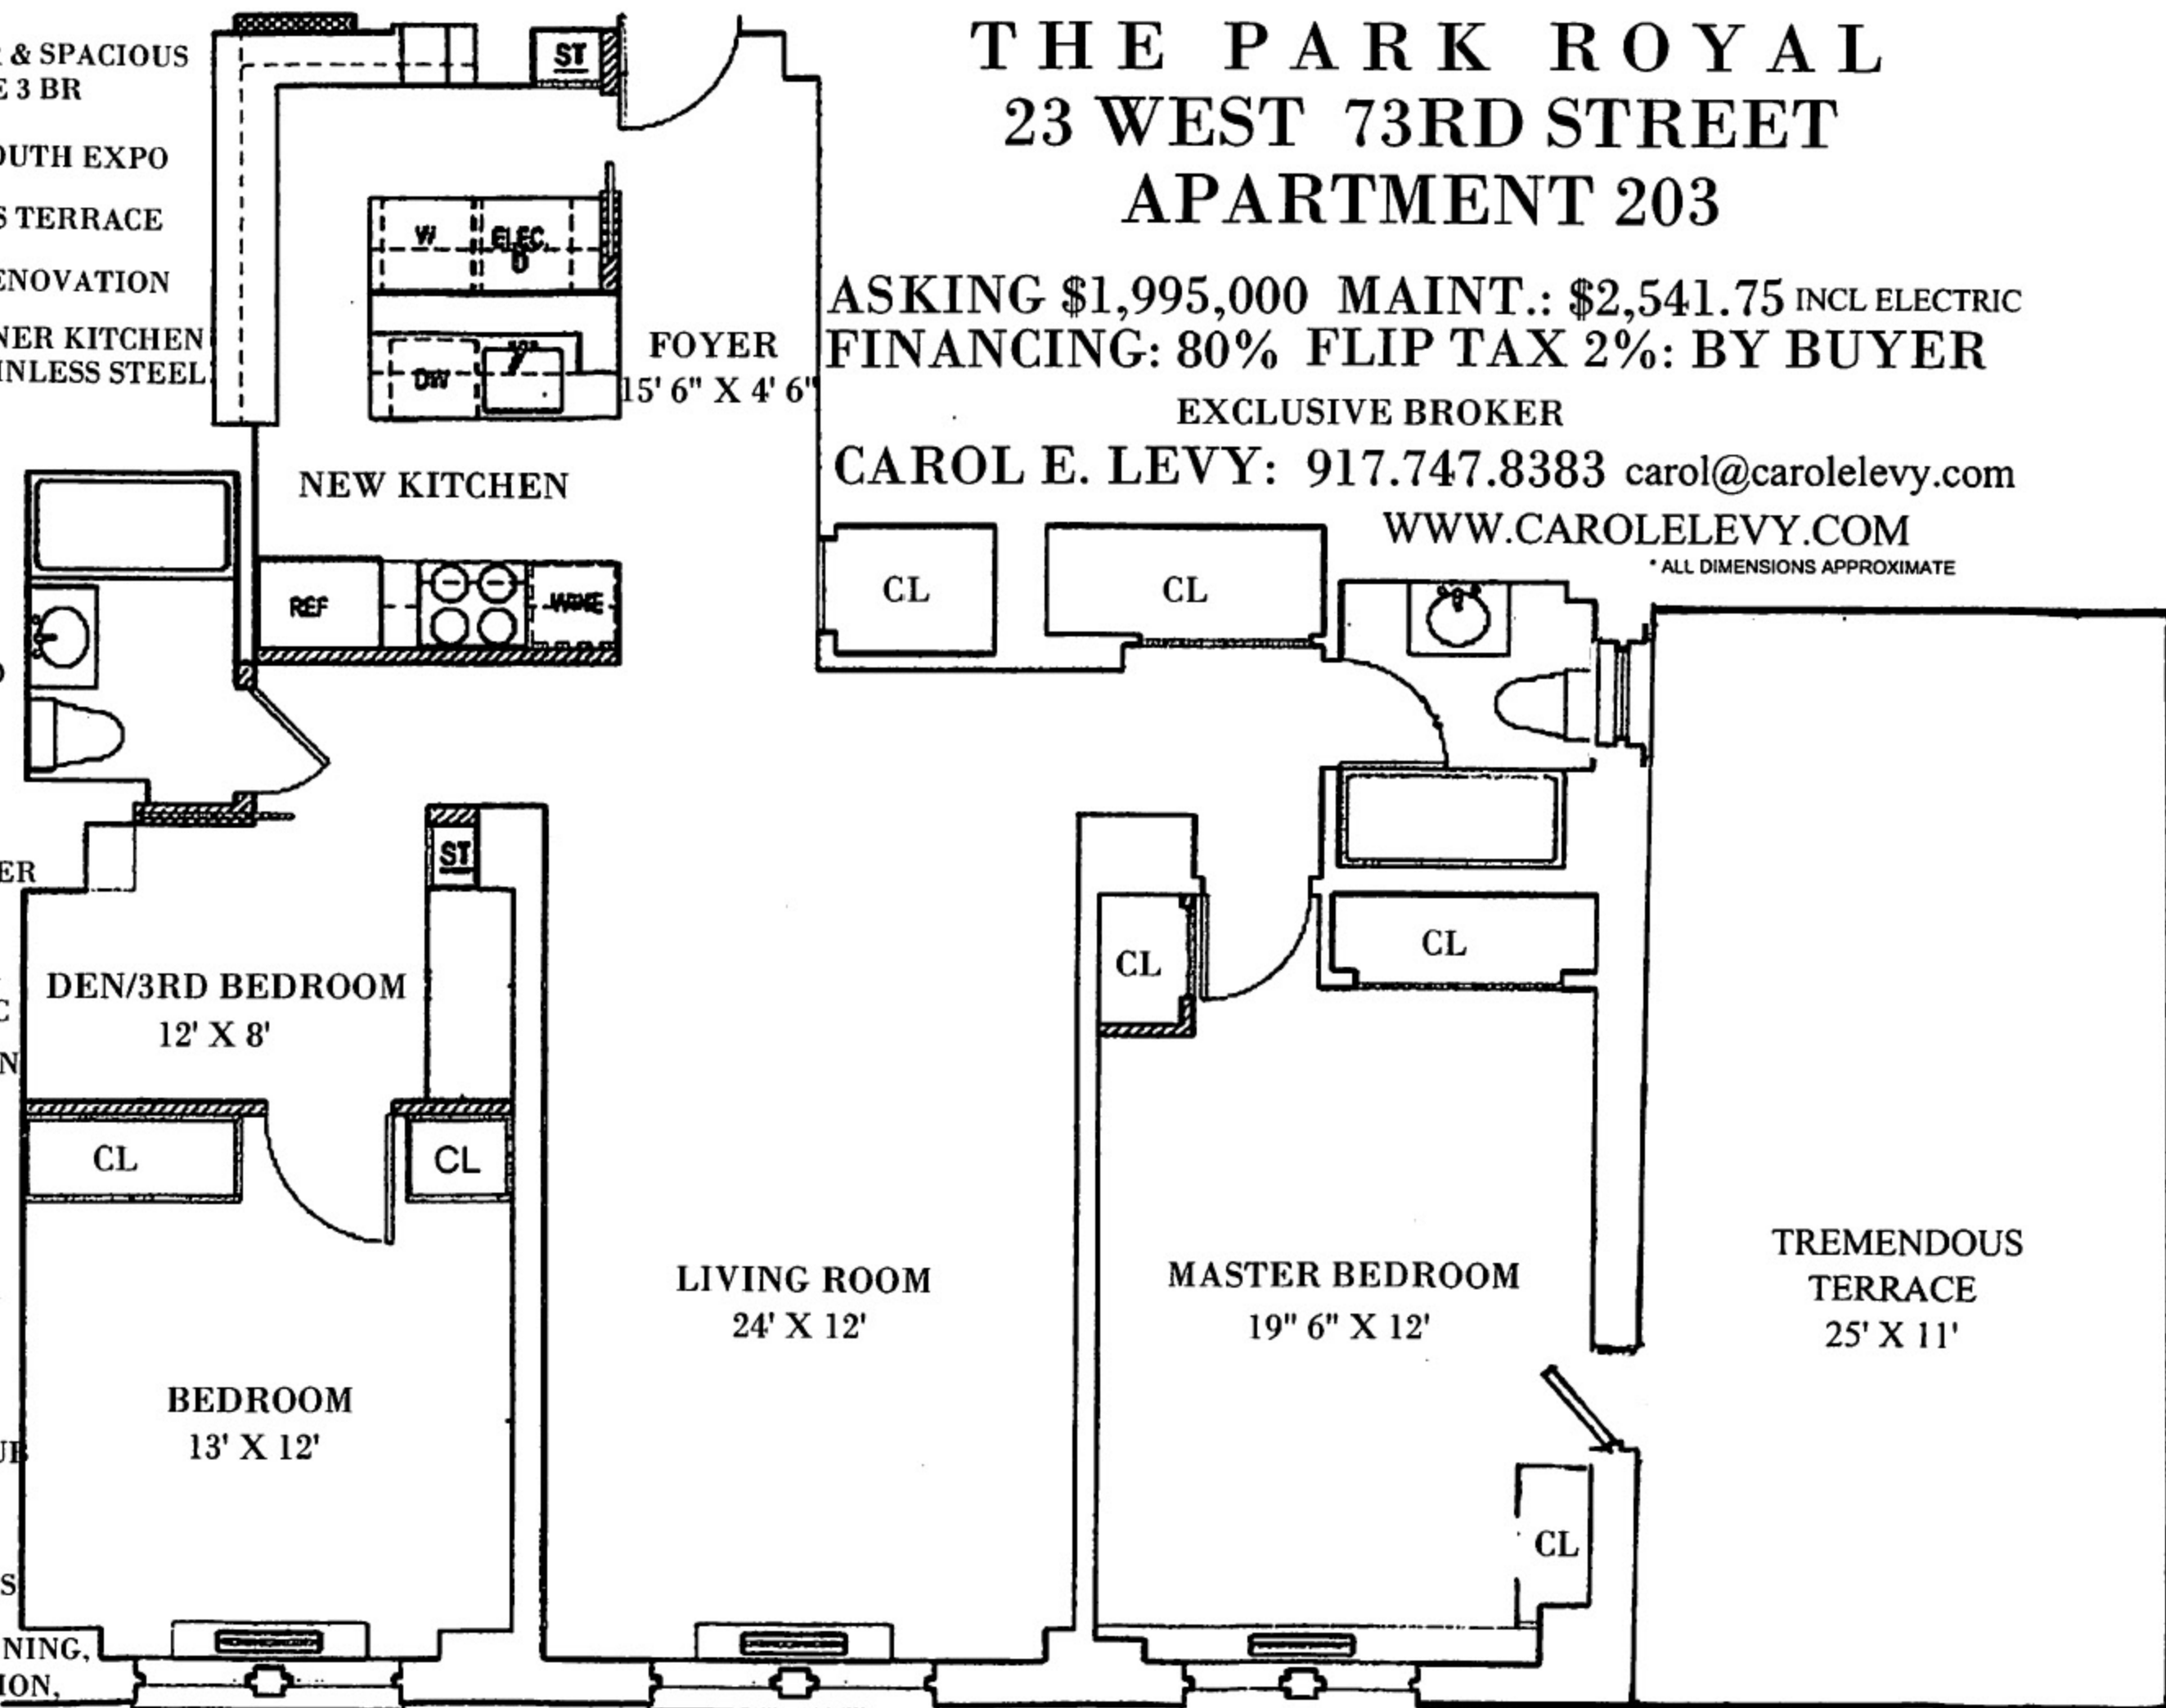 THE PARK ROYAL
23 WEST 73RD STREET
APARTMENT 203
ASKING $1,995,000 MAINT.: $2,541.75 INCL ELECTRIC
FINANCING: 80% FLIP TAX 2%: BY BUYER
EXCLUSIVE BROKER
CAROL E. LEVY: 917.747.8383 carol@carolelevy.com
WWW.CAROLELEVY.COM
* ALL DIMENSIONS APPROXIMATE
& SPACIOUS
3 BR
OUTH EXPO
S TERRACE
ENOVATION
NER KITCHEN
INLESS STEEL
ST
W
ELEC.
D
DW
FOYER
15' 6" X 4' 6"
NEW KITCHEN
REF
WINE
CL
CL
ST
ER
DEN/3RD BEDROOM
12' X 8'
C
N
CL
CL
CL
CL
BEDROOM
13' X 12'
LIVING ROOM
24' X 12'
MASTER BEDROOM
19" 6" X 12'
TREMENDOUS
TERRACE
25' X 11'
CL
UB
S
NING,
ION,